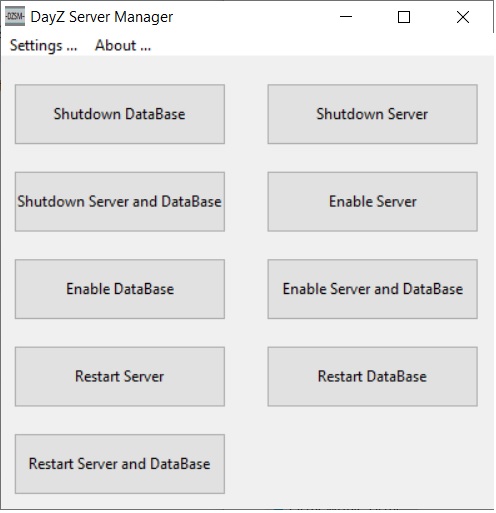 -DZSM- DayZ Server Manager
Settings ... About ...
Shutdown DataBase Shutdown Server
Shutdown Server and DataBase Enable Server
Enable DataBase Enable Server and DataBase
Restart Server Restart DataBase
Restart Server and DataBase